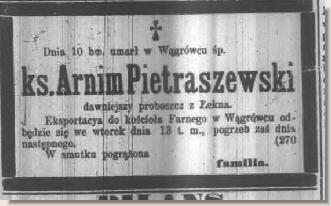 Dnia 10 bm. umarł w Wągrówcu śp.
ks. Arnim Pietraszewski
dawniejszy proboszcz z Łekna.
Eksportacya do kościoła Farnego w Wągrówcu od-
będzie się we wtorek dnia 13 t. m., pogrzeb zaś dnia
następnego. (270
W smutku pogrążona
familia.